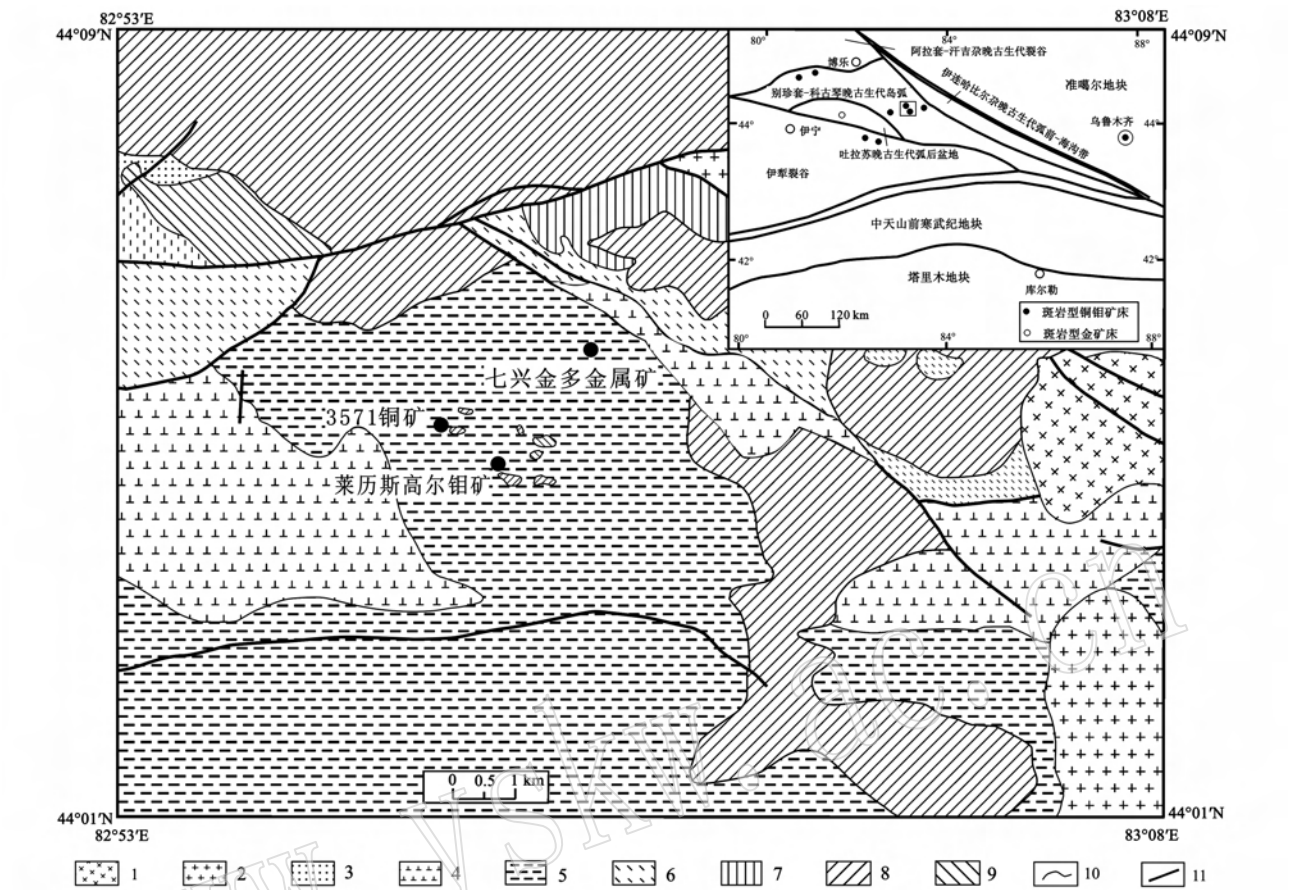 82°53′E
83°08′E
44°09′N
44°09′N
80°
84°
88°
阿拉套-汗吉尕晚古生代裂谷
博乐
伊连哈比尔尕晚古生代弧前-海沟带
准噶尔地块
别珍套-科古琴晚古生代岛弧
乌鲁木齐
44°
44°
伊宁
吐拉苏晚古生代弧后盆地
伊犁裂谷
中天山前寒武纪地块
42°
42°
塔里木地块
库尔勒
0 60 120 km
斑岩型铜钼矿床
斑岩型金矿床
80°
84°
88°
七兴金多金属矿
3571铜矿
莱历斯高尔钼矿
0 0.5 1 km
44°01′N
44°01′N
82°53′E
83°08′E
1 2 3 4 5 6 7 8 9 10 11
www.yskw.ac.cn